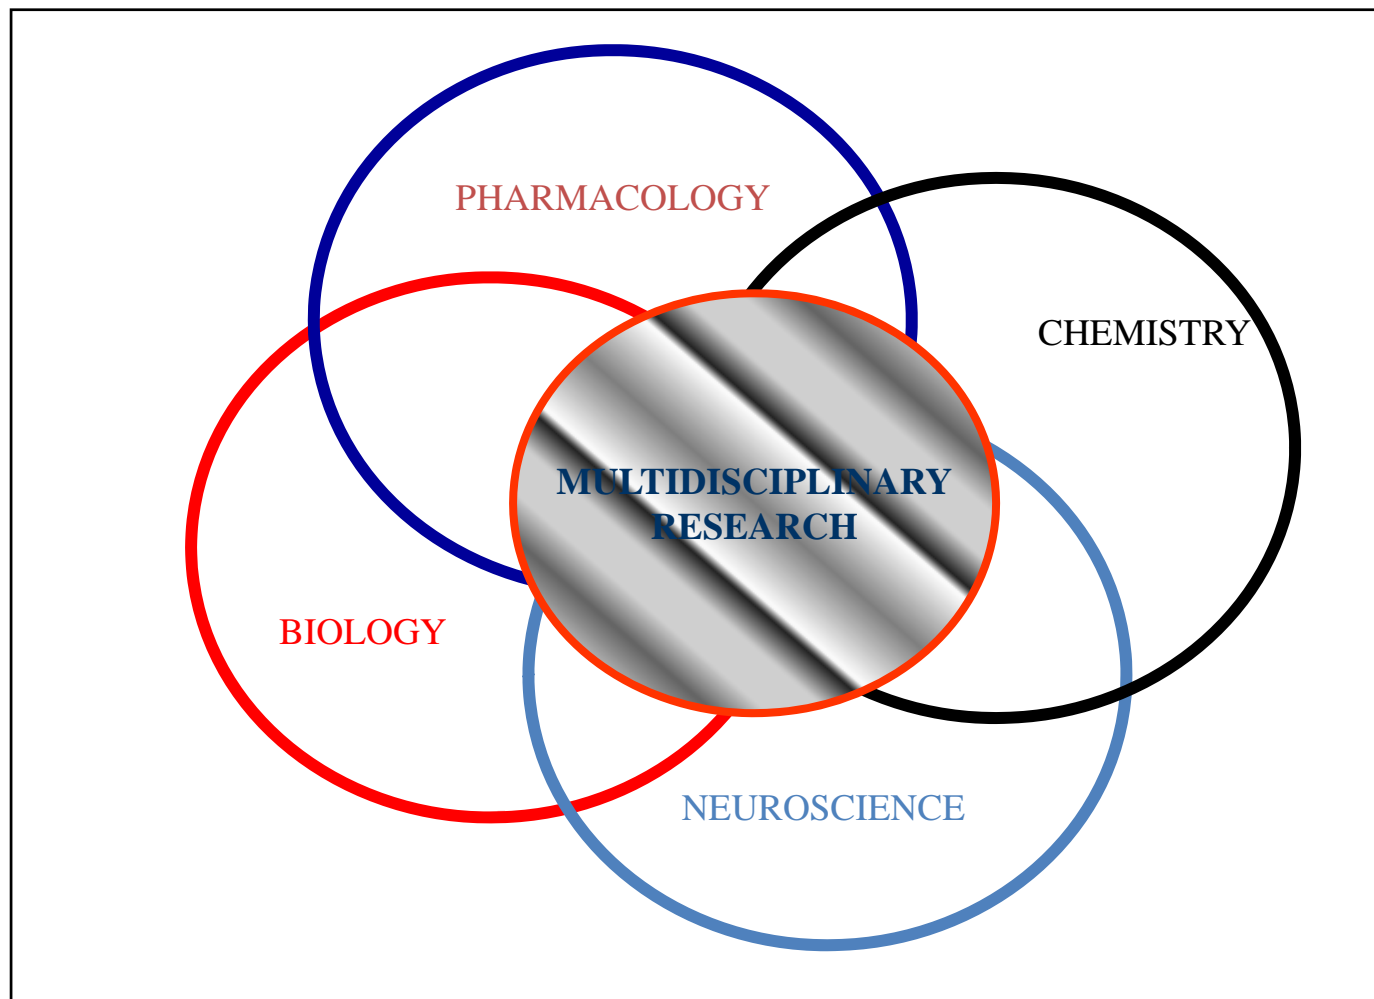 PHARMACOLOGY
CHEMISTRY
MULTIDISCIPLINARY
RESEARCH
BIOLOGY
NEUROSCIENCE